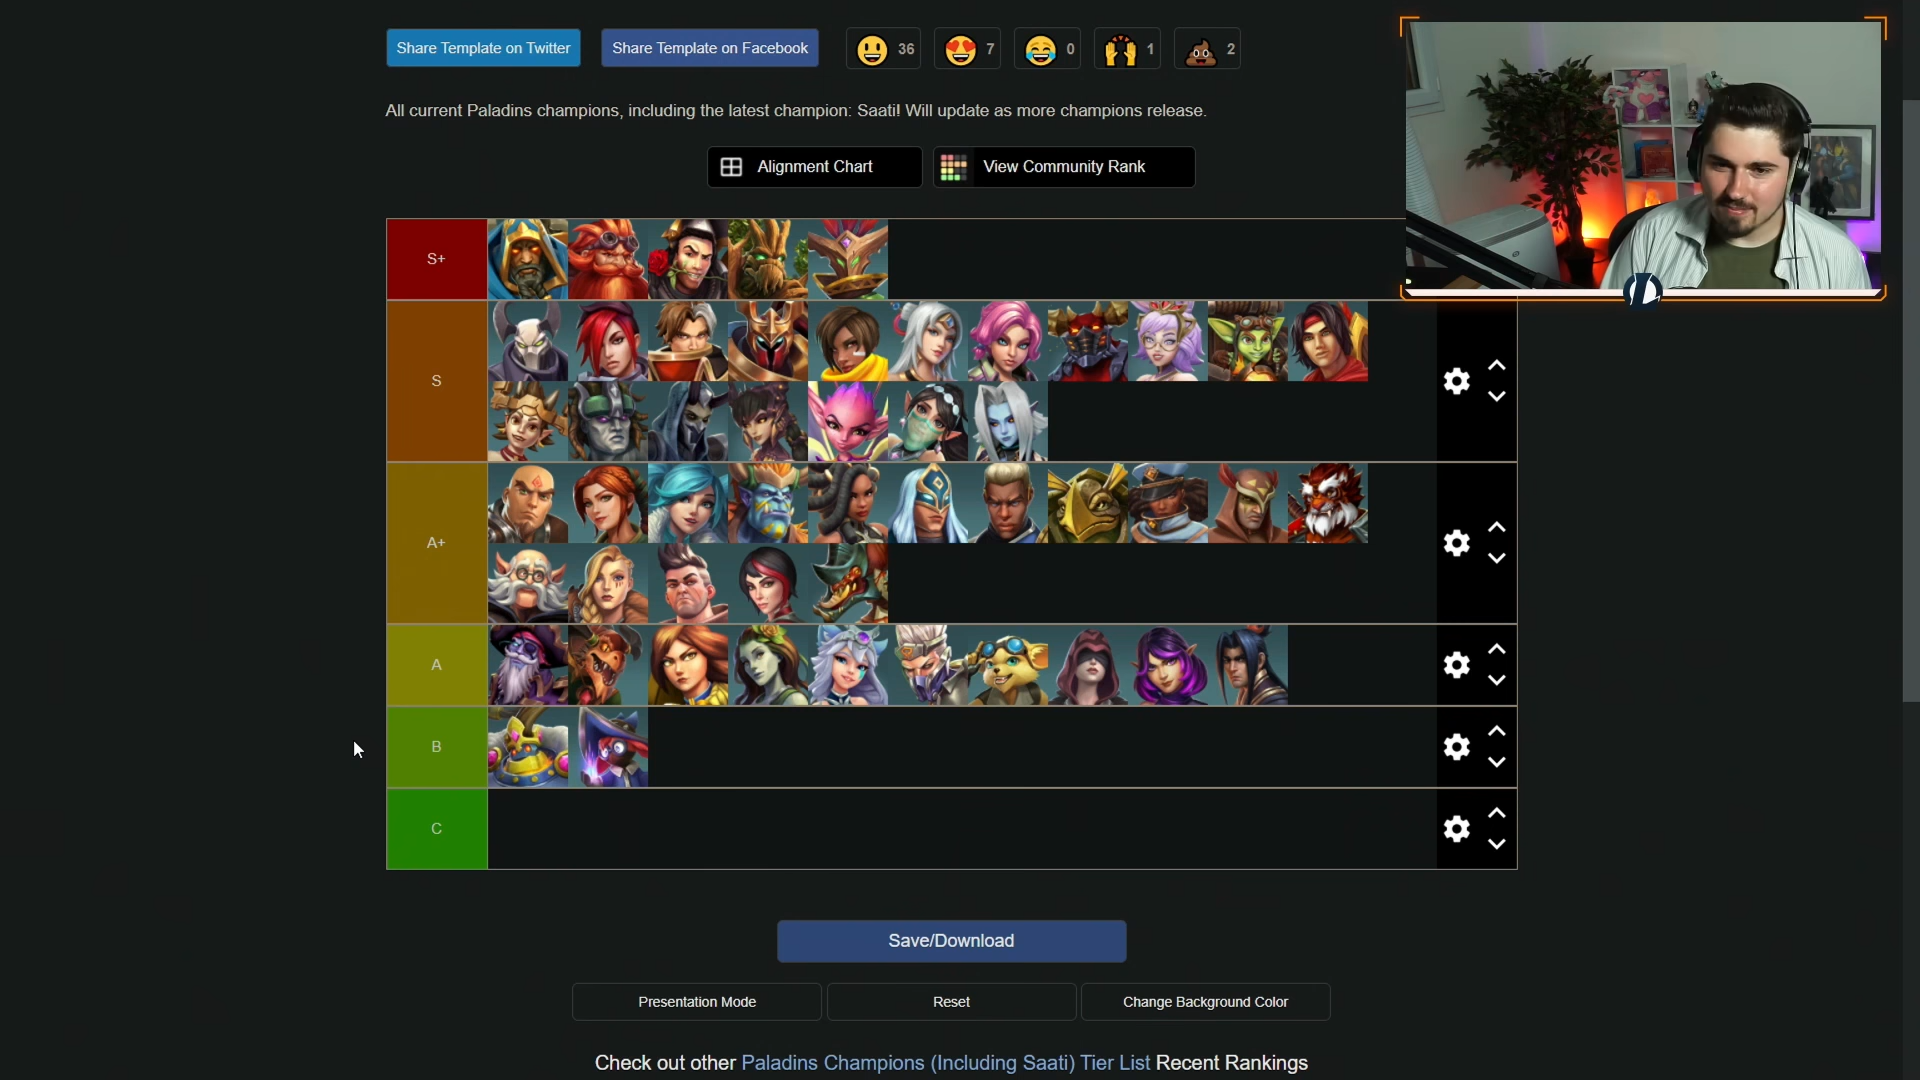 Share Template on Twitter
Share Template on Facebook
36
7
0
1
2
All current Paladins champions, including the latest champion: Saati! Will update as more champions release.
Alignment Chart
View Community Rank
S+
S
A+
A
B
C
Save/Download
Presentation Mode
Reset
Change Background Color
Check out other Paladins Champions (Including Saati) Tier List Recent Rankings